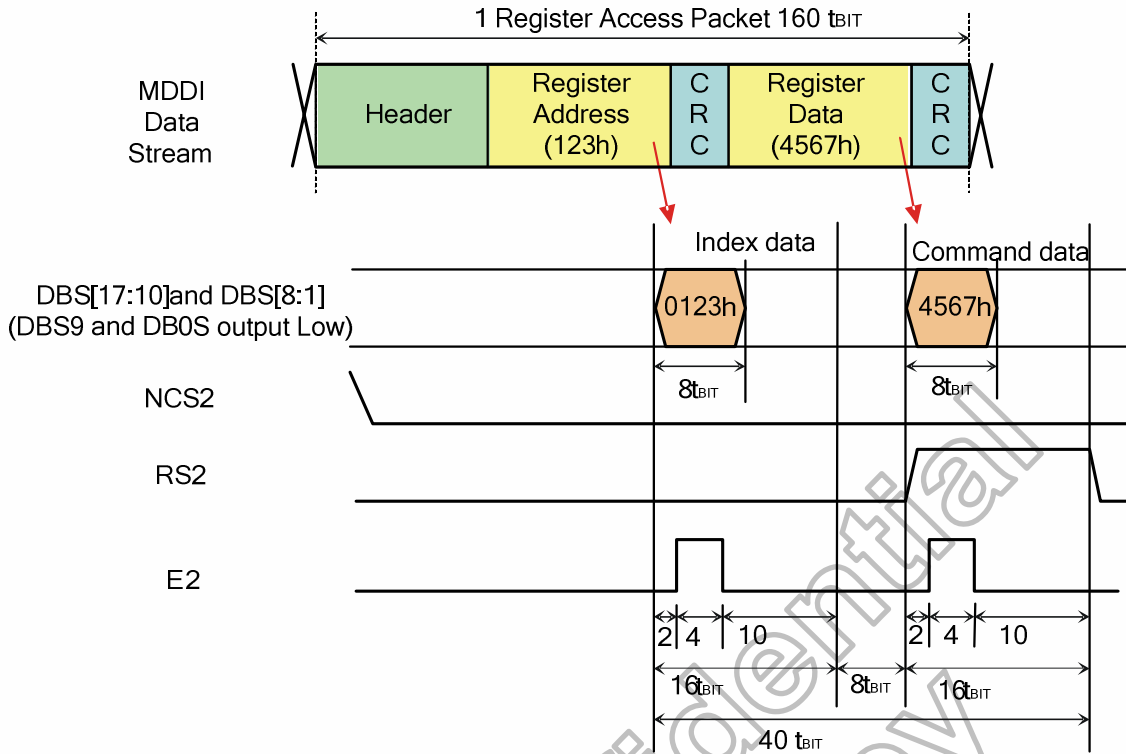 1 Register Access Packet 160 tBIT
MDDI
Data
Stream
Header
Register
Address
(123h)
C
R
C
Register
Data
(4567h)
C
R
C
Index data
Command data
DBS[17:10]and DBS[8:1]
(DBS9 and DB0S output Low)
0123h
4567h
8tBIT
8tBIT
NCS2
RS2
E2
2
4
10
2
4
10
16tBIT
8tBIT
16tBIT
40 tBIT